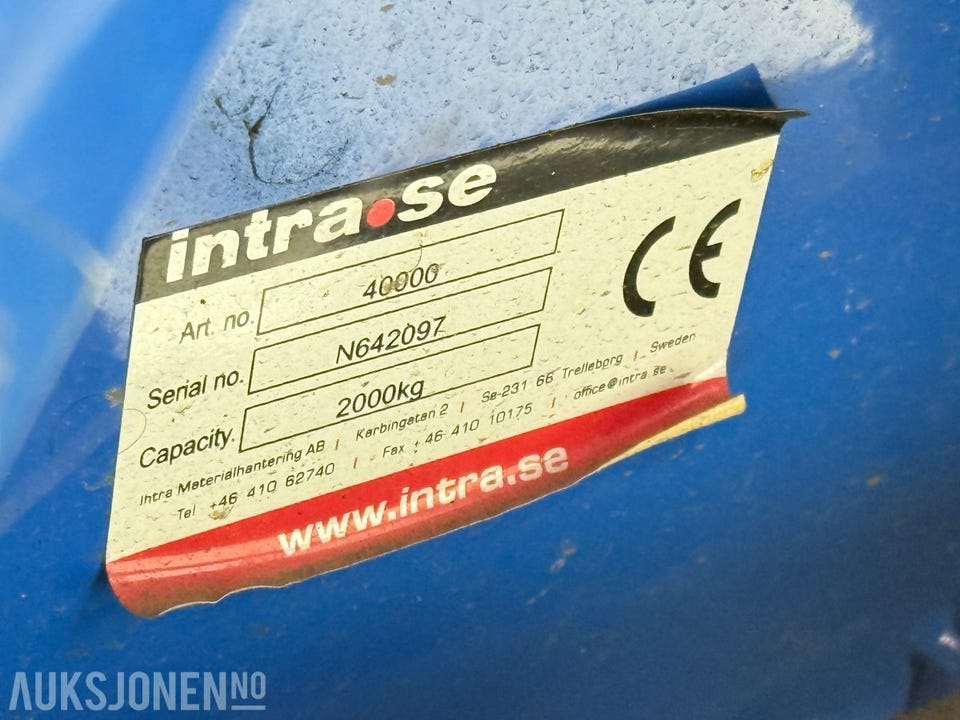 intra.se
CE
Art. no. 40000
Serial no. N642097
Capacity. 2000kg
Intra Materialhantering AB | Karbingatan 2 | Se-231 66 Trelleborg | Sweden
Tel +46 410 62740 | Fax +46 410 10175 | office@intra.se
www.intra.se
AUKSJONEN NO